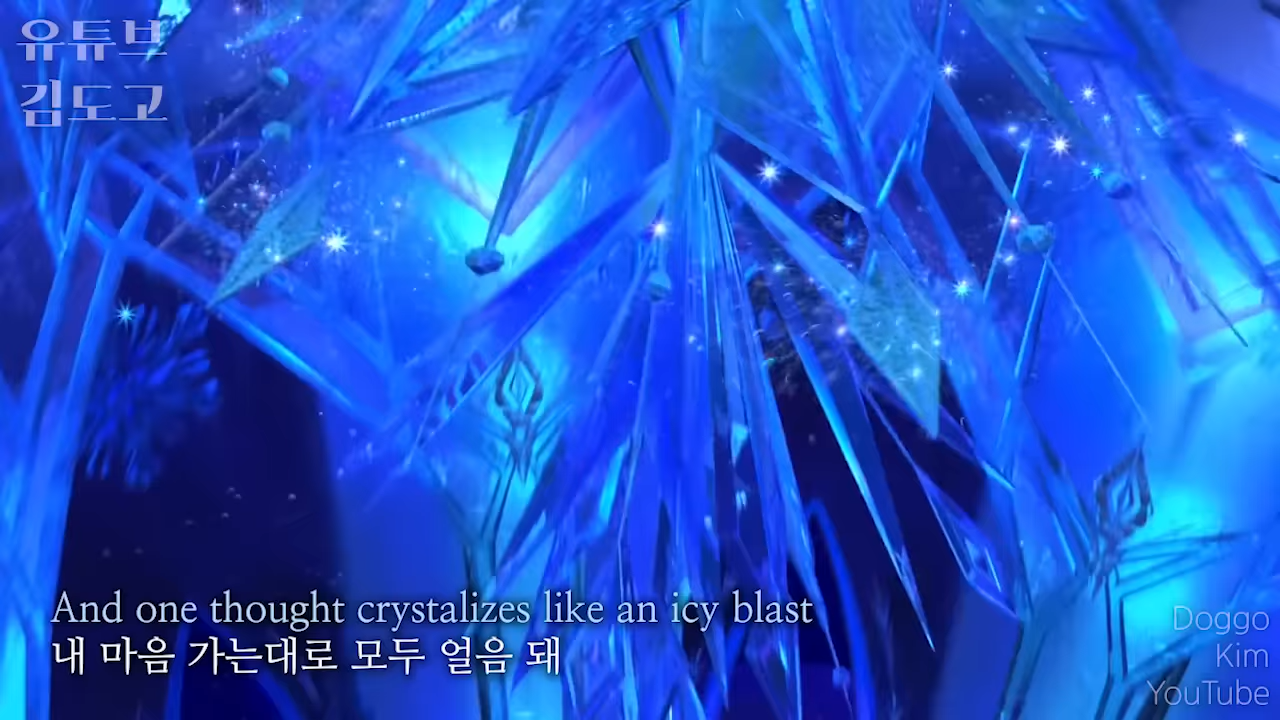 유튜브
김도고
And one thought crystalizes like an icy blast
내 마음 가는대로 모두 얼음 돼
Doggo
Kim
YouTube